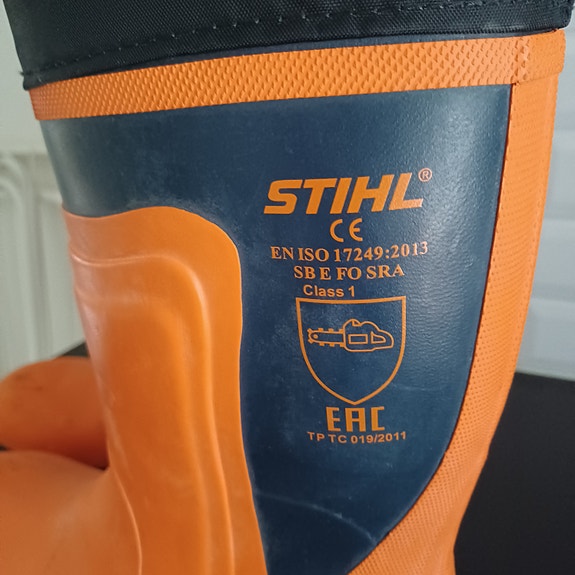 STIHL®
CE
EN ISO 17249:2013
SB E FO SRA
Class 1
EAC
TP TC 019/2011